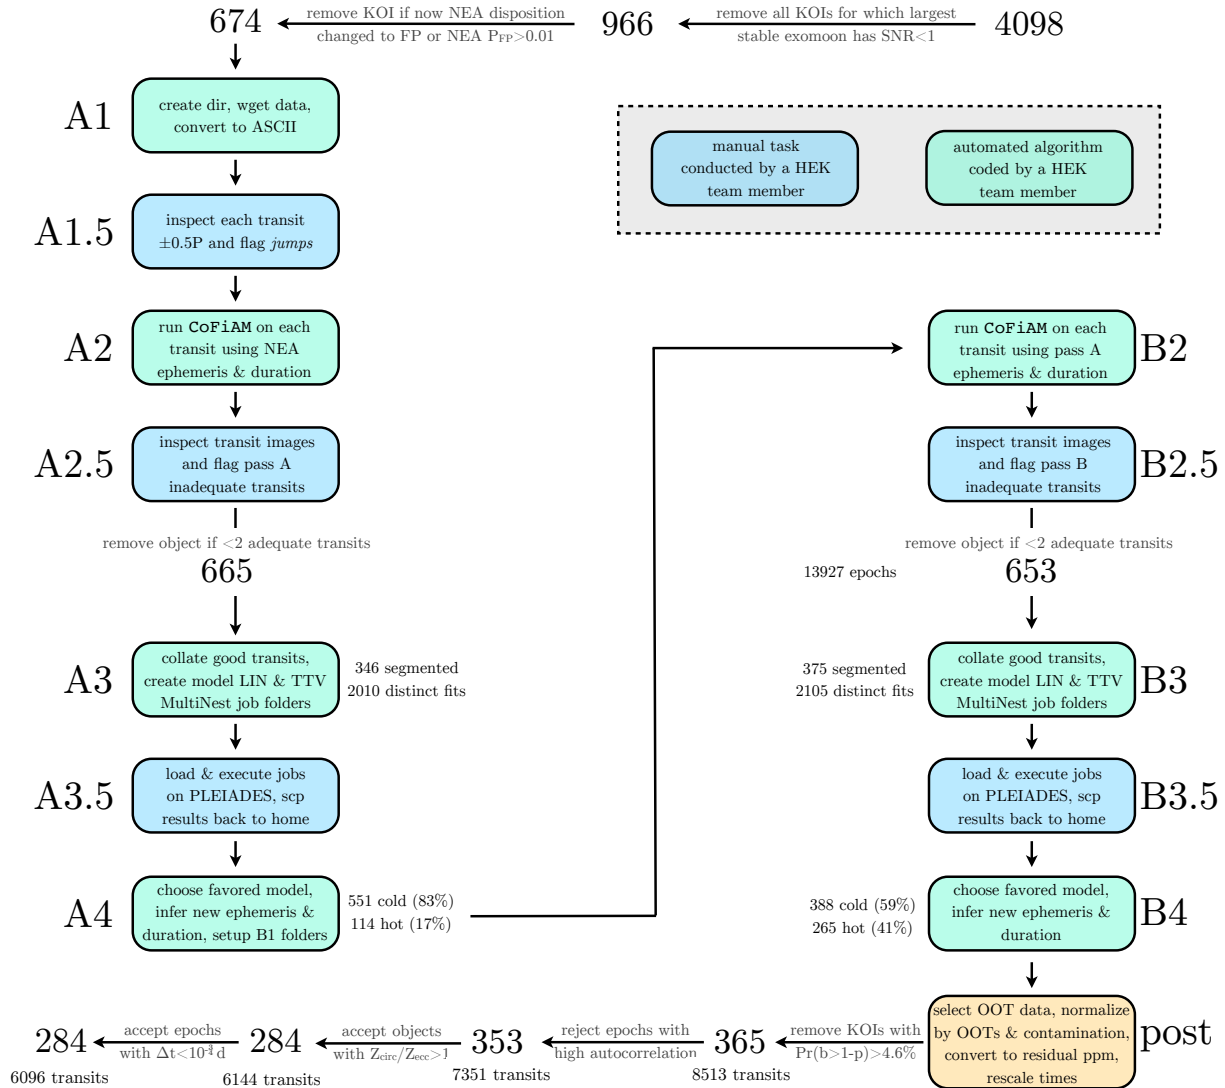 4098
remove all KOIs for which largest
stable exomoon has SNR<1
966
remove KOI if now NEA disposition
changed to FP or NEA PFP>0.01
674
manual task
conducted by a HEK
team member
automated algorithm
coded by a HEK
team member
A1
create dir, wget data,
convert to ASCII
A1.5
inspect each transit
±0.5P and flag jumps
A2
run CoFiAM on each
transit using NEA
ephemeris & duration
A2.5
inspect transit images
and flag pass A
inadequate transits
remove object if <2 adequate transits
665
A3
collate good transits,
create model LIN & TTV
MultiNest job folders
346 segmented
2010 distinct fits
A3.5
load & execute jobs
on PLEIADES, scp
results back to home
A4
choose favored model,
infer new ephemeris &
duration, setup B1 folders
551 cold (83%)
114 hot (17%)
B2
run CoFiAM on each
transit using pass A
ephemeris & duration
B2.5
inspect transit images
and flag pass B
inadequate transits
remove object if <2 adequate transits
13927 epochs
653
B3
collate good transits,
create model LIN & TTV
MultiNest job folders
375 segmented
2105 distinct fits
B3.5
load & execute jobs
on PLEIADES, scp
results back to home
B4
choose favored model,
infer new ephemeris &
duration
388 cold (59%)
265 hot (41%)
post
select OOT data, normalize
by OOTs & contamination,
convert to residual ppm,
rescale times
remove KOIs with
Pr(b>1-p)>4.6%
365
8513 transits
reject epochs with
high autocorrelation
353
7351 transits
accept objects
with Zcirc/Zecc>1
284
6144 transits
accept epochs
with Δt<10⁻³ d
284
6096 transits